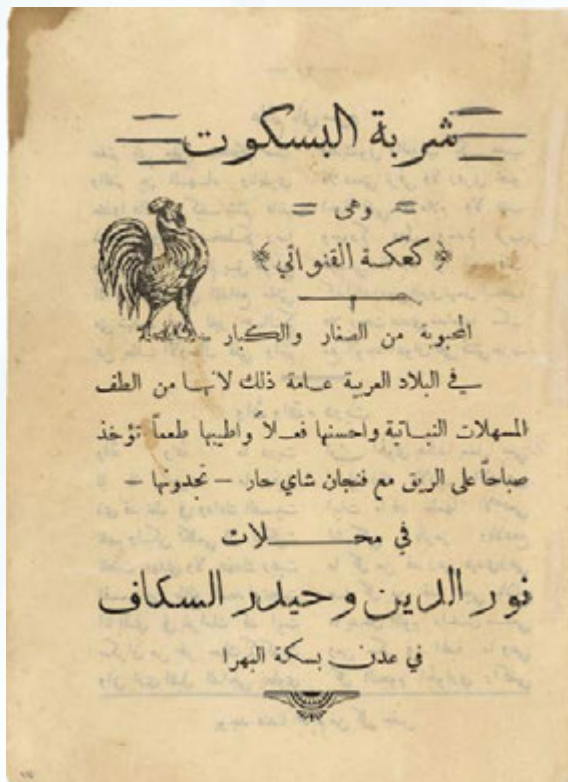 شربة البسكوت
وهى
كعكة القنواتي
المحبوبة من الصغار والكبار
في البلاد العربية عامة ذلك لانها من الطف
المسهلات النباتية واحسنها فعلاً واطيبها طعماً تؤخذ
صباحاً على الريق مع فنجان شاي حار - تجدونها -
في محلات
نور الدين وحيدر السكاف
في عدن بسكة البهرا